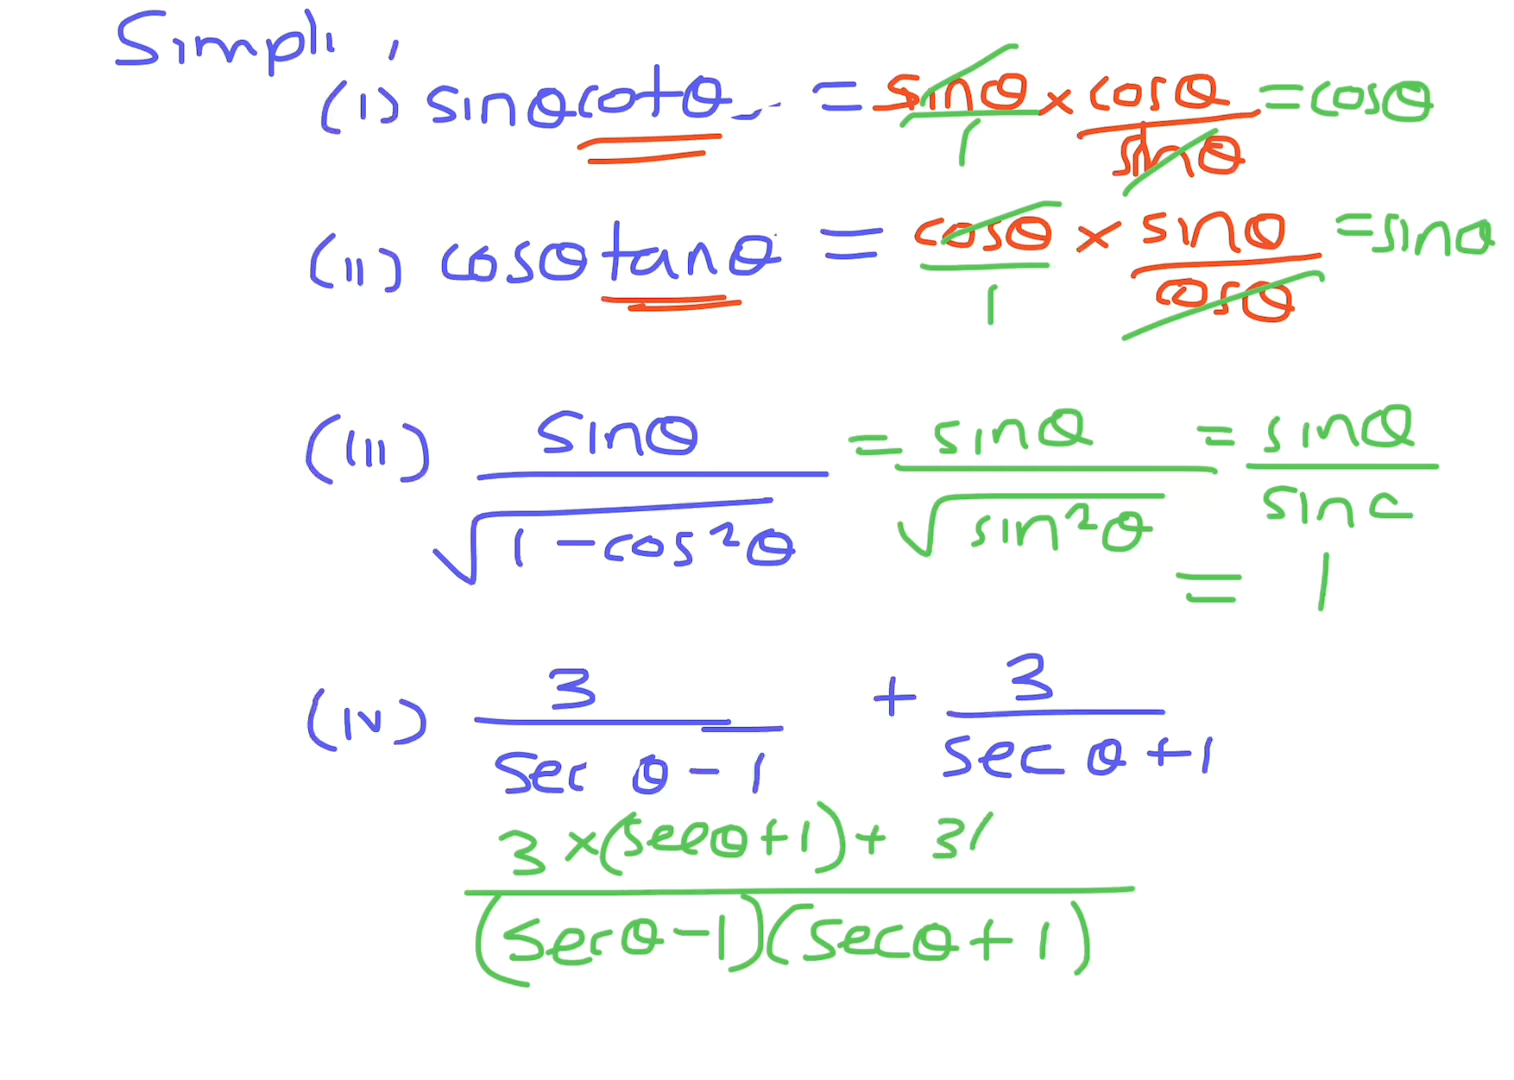 Simpli
(i) sinθcotθ = sinθ/1 × cosθ/sinθ = cosθ
(ii) cosθtanθ = cosθ/1 × sinθ/cosθ = sinθ
(iii) sinθ/√(1-cos²θ) = sinθ/√(sin²θ) = sinθ/sin
= 1
(iv) 3/(sec θ-1) + 3/(sec θ+1)
3×(secθ+1)+ 3
(secθ-1)(secθ+1)